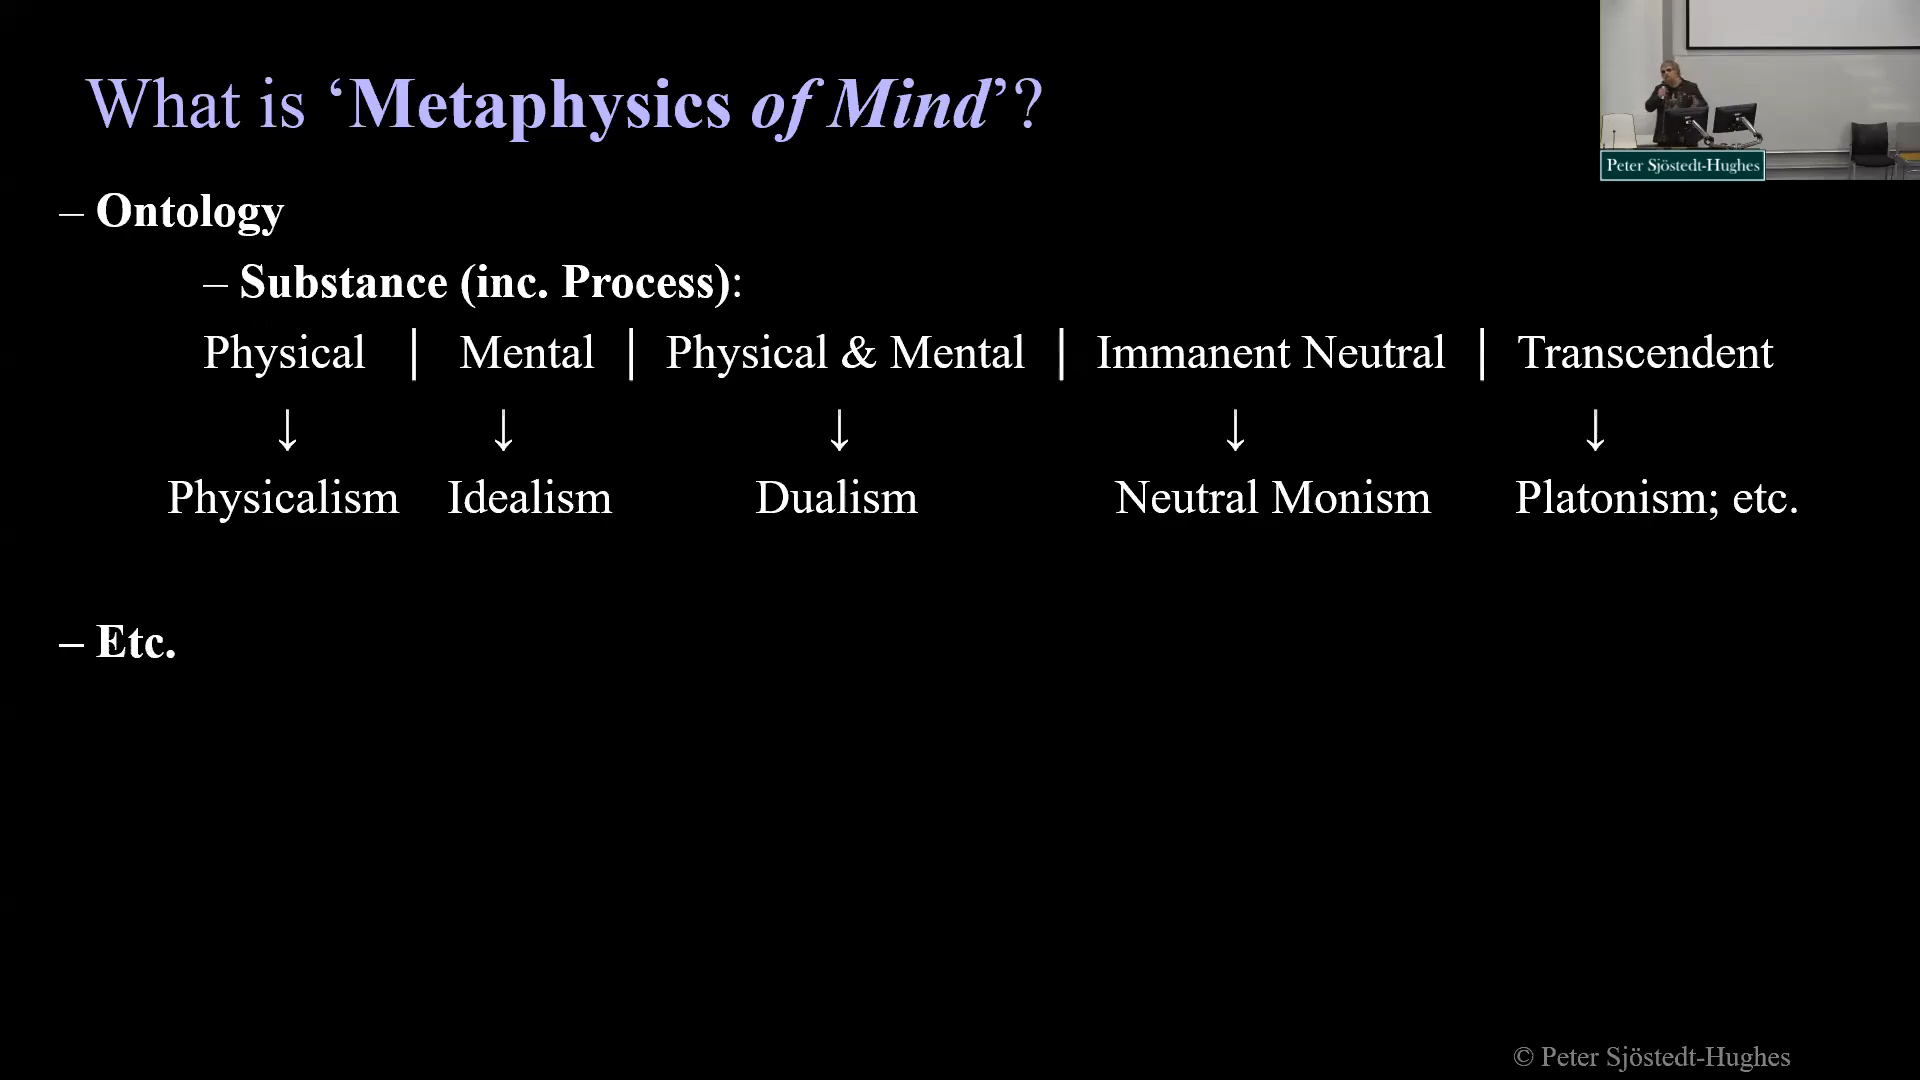 What is ‘Metaphysics of Mind’?
Peter Sjöstedt-Hughes
– Ontology
– Substance (inc. Process):
Physical | Mental | Physical & Mental | Immanent Neutral | Transcendent
↓ ↓ ↓ ↓ ↓
Physicalism Idealism Dualism Neutral Monism Platonism; etc.
– Etc.
© Peter Sjöstedt-Hughes